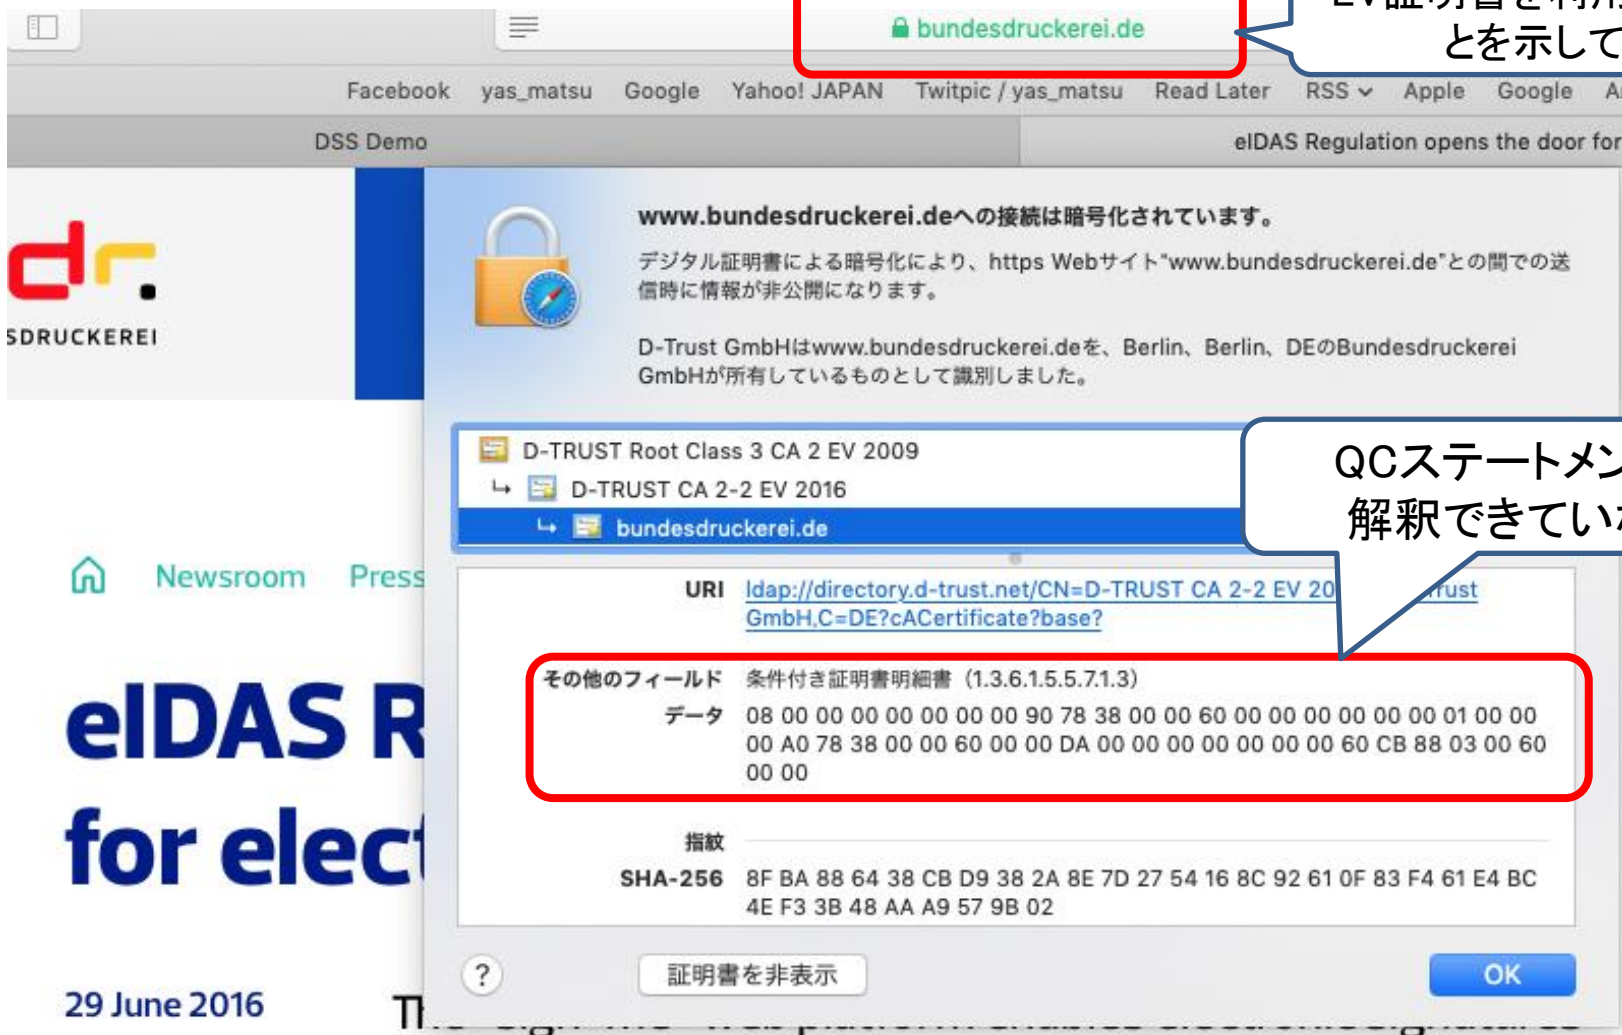 EV証明書を利用
とを示して
bundesdruckerei.de
Facebook yas_matsu Google Yahoo! JAPAN Twitpic / yas_matsu Read Later RSS Apple Google
DSS Demo
eIDAS Regulation opens the door for
dr.
SDRUCKEREI
www.bundesdruckerei.deへの接続は暗号化されています。
デジタル証明書による暗号化により、https Webサイト"www.bundesdruckerei.de"との間での送
信時に情報が非公開になります。
D-Trust GmbHはwww.bundesdruckerei.deを、Berlin、Berlin、DEのBundesdruckerei
GmbHが所有しているものとして識別しました。
D-TRUST Root Class 3 CA 2 EV 2009
D-TRUST CA 2-2 EV 2016
bundesdruckerei.de
QCステートメン
解釈できていな
Newsroom Press
URI ldap://directory.d-trust.net/CN=D-TRUST CA 2-2 EV 20 rust
GmbH,C=DE?cACertificate?base?
その他のフィールド 条件付き証明書明細書 (1.3.6.1.5.5.7.1.3)
データ 08 00 00 00 00 00 00 00 90 78 38 00 00 60 00 00 00 00 00 00 01 00 00
00 A0 78 38 00 00 60 00 00 DA 00 00 00 00 00 00 00 60 CB 88 03 00 60
00 00
指紋
SHA-256 8F BA 88 64 38 CB D9 38 2A 8E 7D 27 54 16 8C 92 61 0F 83 F4 61 E4 BC
4E F3 3B 48 AA A9 57 9B 02
eIDAS R
for elect
?
証明書を非表示
OK
29 June 2016